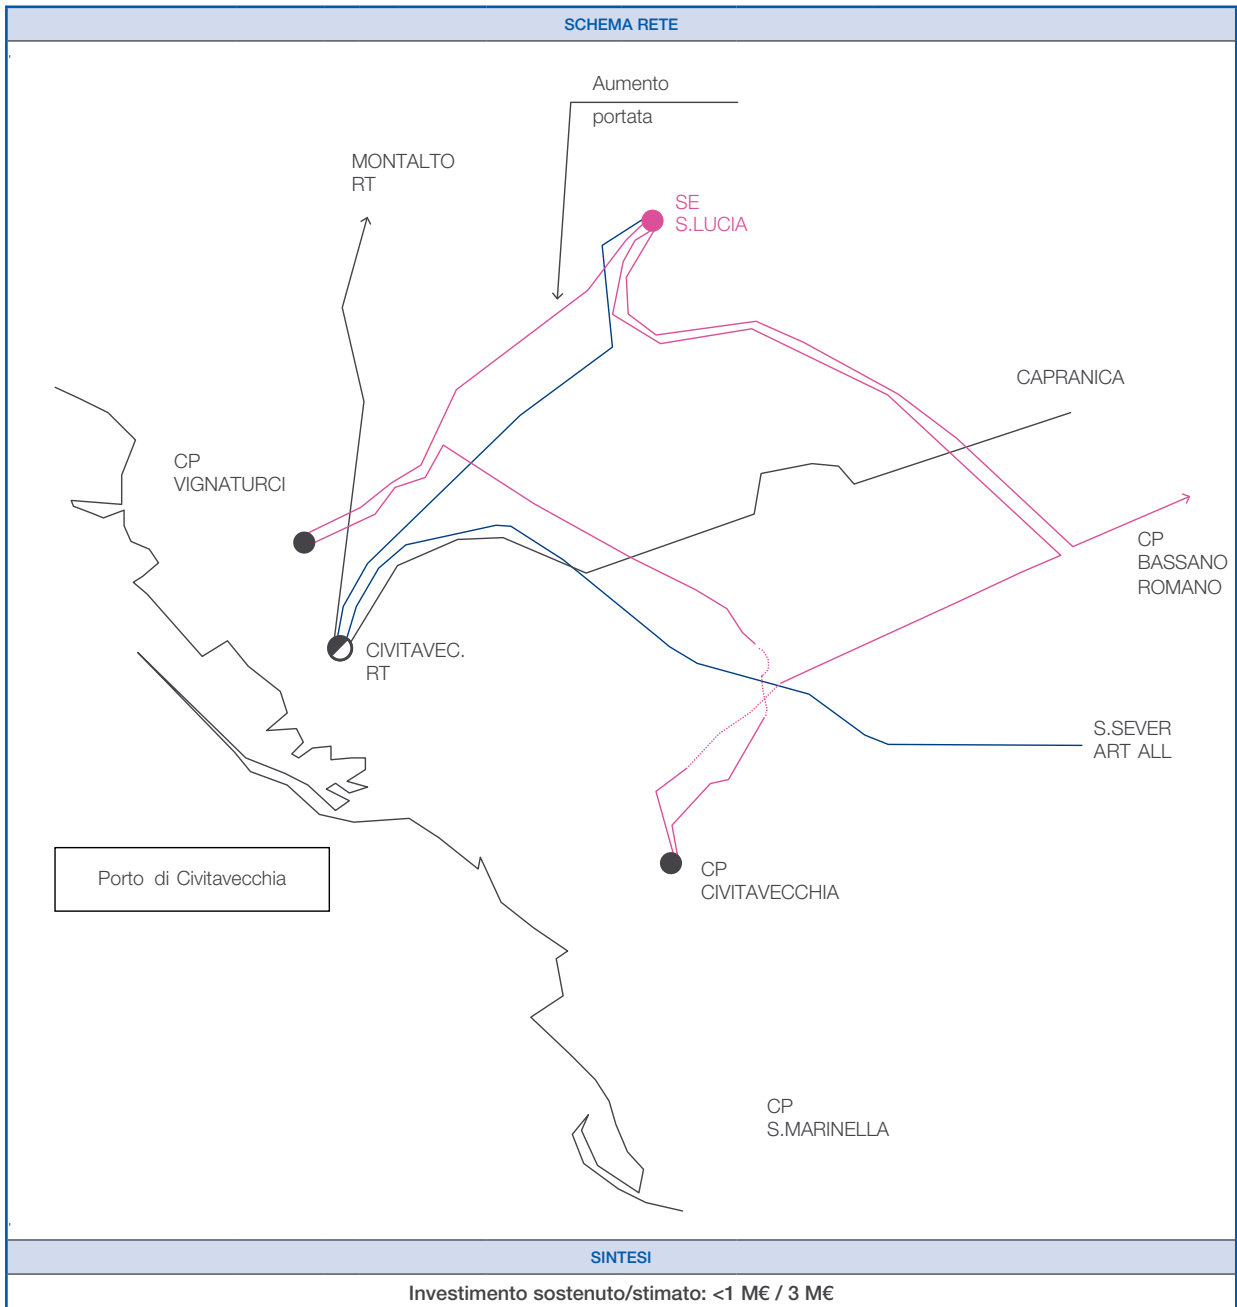 SCHEMA RETE
Aumento
portata
MONTALTO
RT
SE
S.LUCIA
CAPRANICA
CP
VIGNATURCI
CP
BASSANO
ROMANO
CIVITAVEC.
RT
S.SEVER
ART ALL
CP
CIVITAVECCHIA
Porto di Civitavecchia
CP
S.MARINELLA
SINTESI
Investimento sostenuto/stimato: <1 M€ / 3 M€